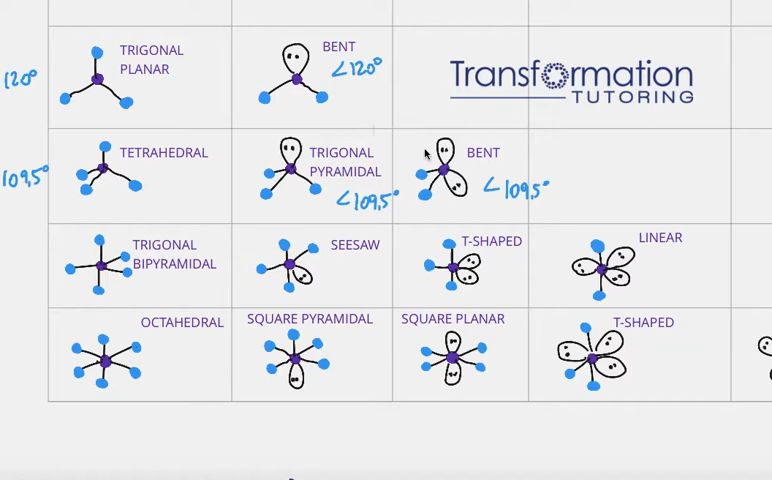 120°
TRIGONAL
PLANAR
BENT
<120°
Transformation
TUTORING
109.5°
TETRAHEDRAL
TRIGONAL
PYRAMIDAL
<109.5°
BENT
<109.5°
TRIGONAL
BIPYRAMIDAL
SEESAW
T-SHAPED
LINEAR
OCTAHEDRAL
SQUARE PYRAMIDAL
SQUARE PLANAR
T-SHAPED